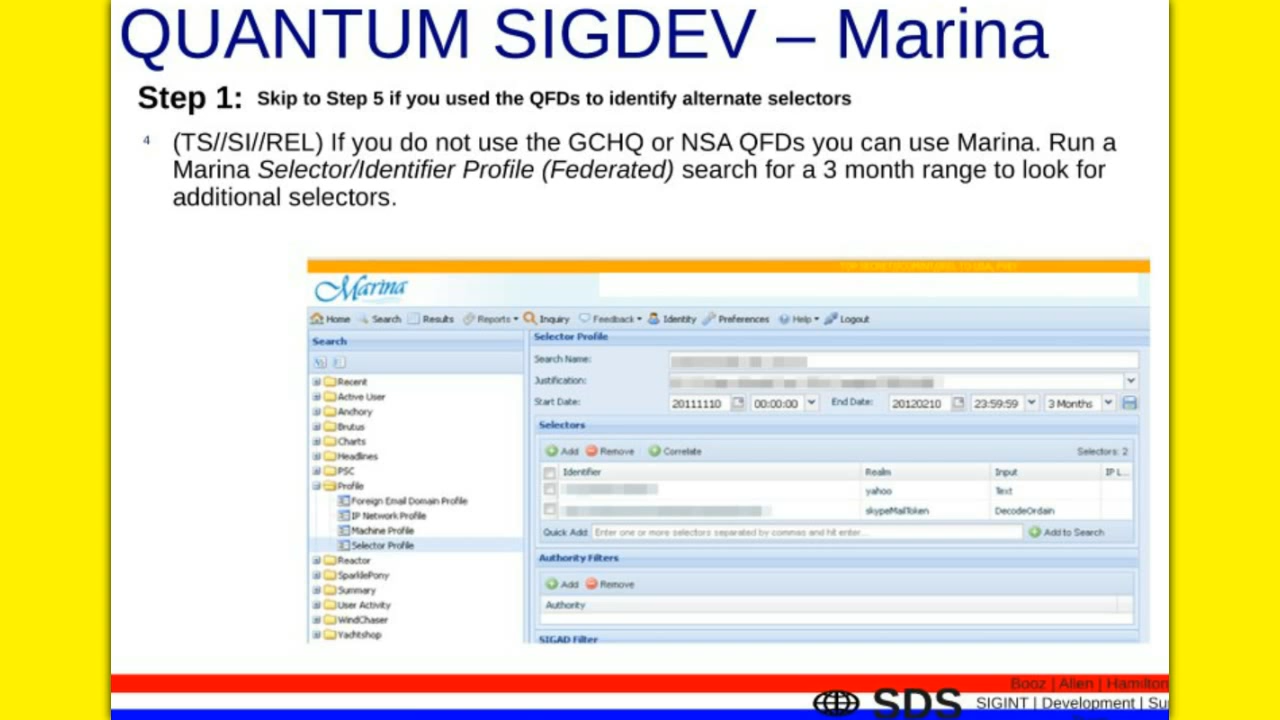 QUANTUM SIGDEV – Marina
Step 1: Skip to Step 5 if you used the QFDs to identify alternate selectors
4 (TS//SI//REL) If you do not use the GCHQ or NSA QFDs you can use Marina. Run a
Marina Selector/Identifier Profile (Federated) search for a 3 month range to look for
additional selectors.
Marina
Home Search Results Reports Inquiry Feedback Identity Preferences Help Logout
Search
Recent
Active User
Anchory
Brutus
Charts
Headlines
PSC
Profile
Foreign Email Domain Profile
IP Network Profile
Machine Profile
Selector Profile
Reactor
SparklePony
Summary
User Activity
WindChaser
Yachtshop
Selector Profile
Search Name:
Justification:
Start Date: 20111110 00:00:00 End Date: 20120210 23:59:59 3 Months
Selectors
Add Remove Correlate Selectors: 2
Identifier Realm Input IP L...
yahoo Text
skypeMailToken DecodeOrdain
Quick Add: Enter one or more selectors separated by commas and hit enter... Add to Search
Authority Filters
Add Remove
Authority
SIGAD Filter
Booz | Allen | Hamilton
SDS SIGINT | Development | Su